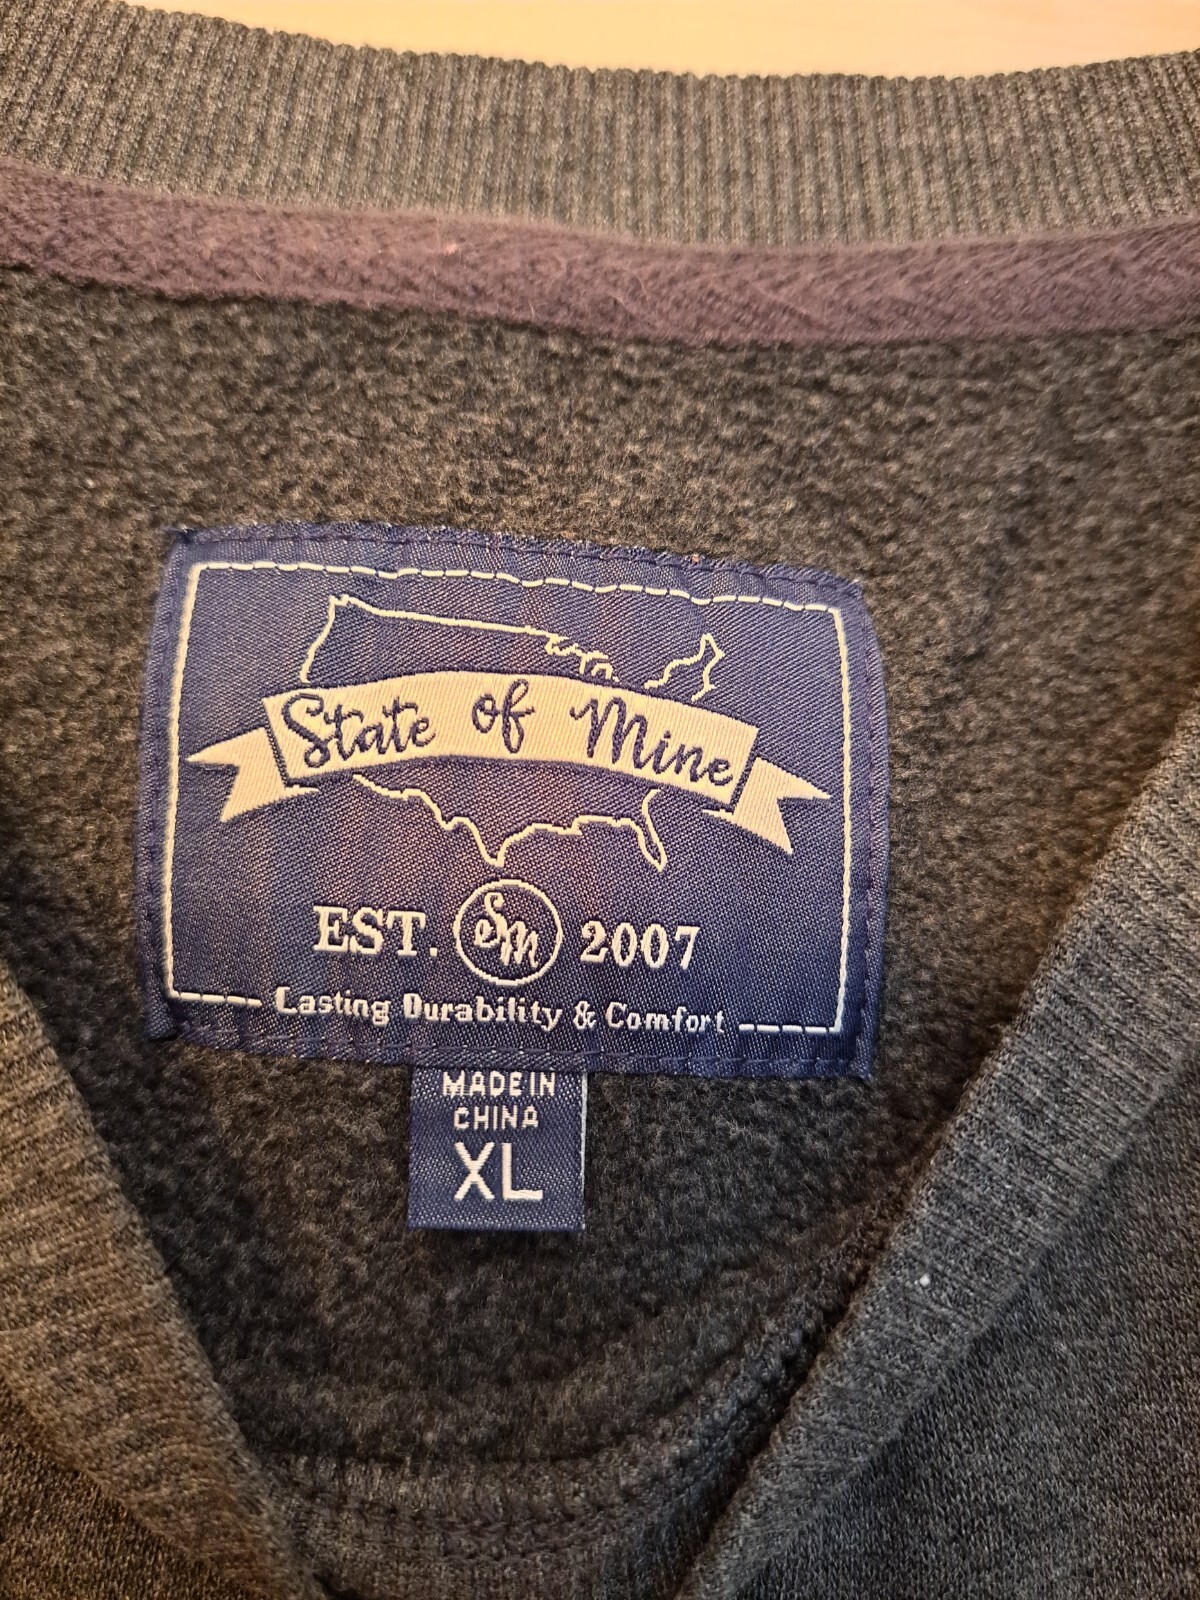 State of Mine
EST. SM 2007
Lasting Durability & Comfort
MADE IN
CHINA
XL